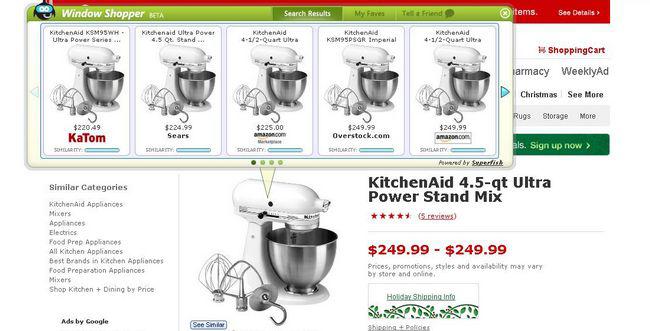 Window Shopper BETA
Search Results
My Faves
Tell a Friend
tions.
See Details ›
KitchenAid KSM95WH -
Ultra Power Series ...
$220.49
KaTom
SIMILARITY:
KitchenAid Ultra Power
4.5 Qt. Stand ...
$224.99
Sears
SIMILARITY:
KitchenAid
4-1/2-Quart Ultra
$225.00
amazon.com
Marketplace
SIMILARITY:
KitchenAid
KSM95PSGR Imperial
$249.99
Overstock.com
SIMILARITY:
KitchenAid
4-1/2-Quart Ultra
$249.99
amazon.com
SIMILARITY:
Powered by Superfish
ShoppingCart
harmacy WeeklyAd
Christmas See More
Rugs Storage More
als. Sign up now ›
Similar Categories
KitchenAid Appliances
Mixers
Appliances
Electrics
Food Prep Appliances
All Kitchen Appliances
Best Brands in Kitchen Appliances
Food Preparation Appliances
Mixers
Shop Kitchen + Dining by Price
Ads by Google
See Similar
KitchenAid 4.5-qt Ultra
Power Stand Mix
(5 reviews)
$249.99 - $249.99
Prices, promotions, styles and availability may vary
by store and online.
Holiday Shipping Info
Shipping + Policies